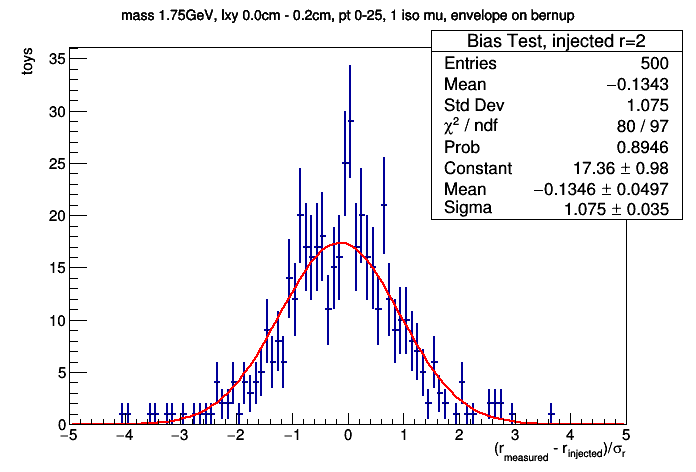 mass 1.75GeV, lxy 0.0cm - 0.2cm, pt 0-25, 1 iso mu, envelope on bernup
toys
Bias Test, injected r=2
Entries 500
Mean −0.1343
Std Dev 1.075
χ² / ndf 80 / 97
Prob 0.8946
Constant 17.36 ± 0.98
Mean −0.1346 ± 0.0497
Sigma 1.075 ± 0.035
35
30
25
20
15
10
5
0
−5 −4 −3 −2 −1 0 1 2 3 4 5
(r_measured - r_injected)/σ_r